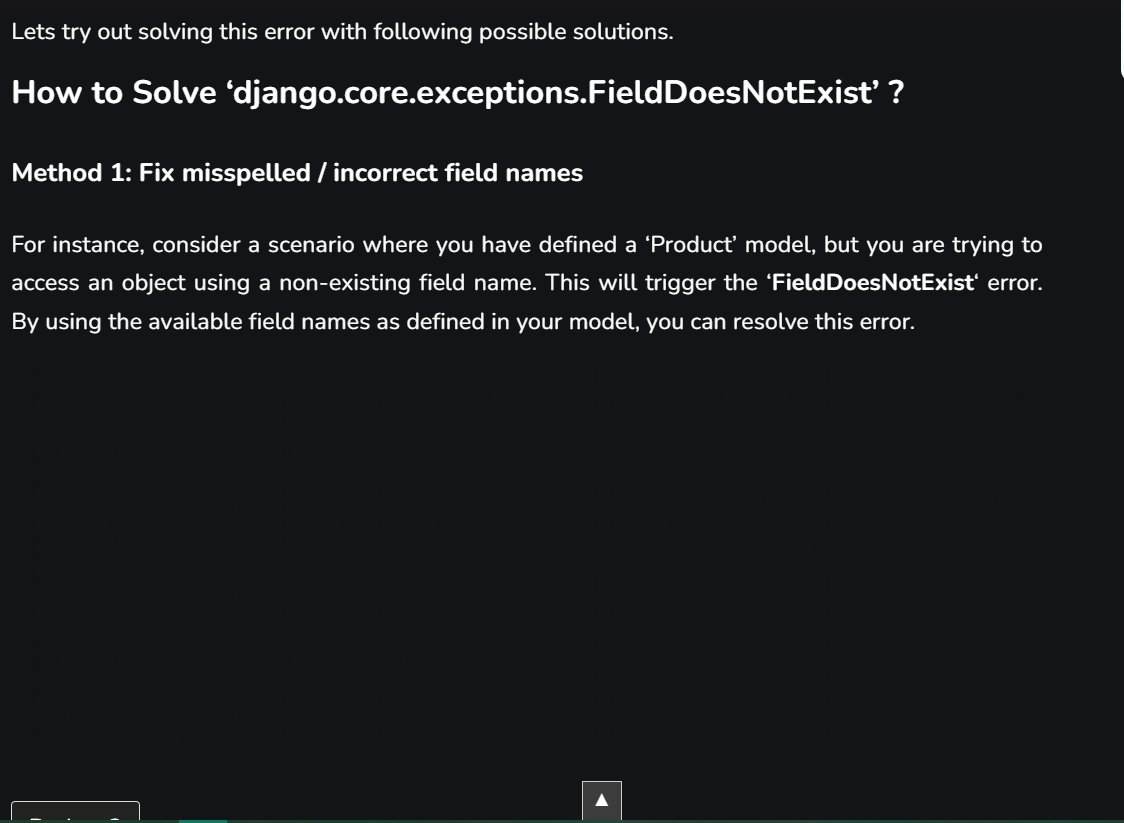 Lets try out solving this error with following possible solutions.
How to Solve ‘django.core.exceptions.FieldDoesNotExist’ ?
Method 1: Fix misspelled / incorrect field names
For instance, consider a scenario where you have defined a ‘Product’ model, but you are trying to
access an object using a non-existing field name. This will trigger the ‘FieldDoesNotExist‘ error.
By using the available field names as defined in your model, you can resolve this error.